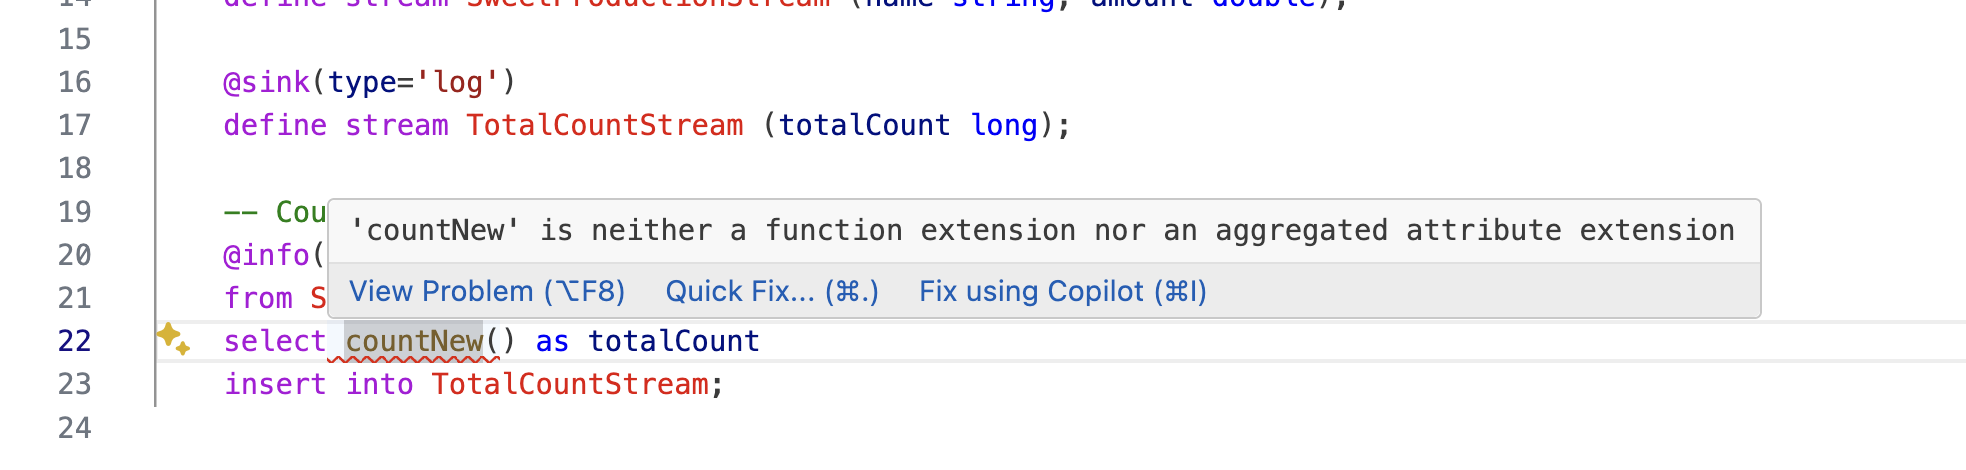 14 define stream SweetProductionStream (name string, amount double);
15
16 @sink(type='log')
17 define stream TotalCountStream (totalCount long);
18
19 -- Cou
'countNew' is neither a function extension nor an aggregated attribute extension
20 @info(
View Problem (⌥F8) Quick Fix... (⌘.) Fix using Copilot (⌘I)
21 from S
22 select countNew() as totalCount
23 insert into TotalCountStream;
24